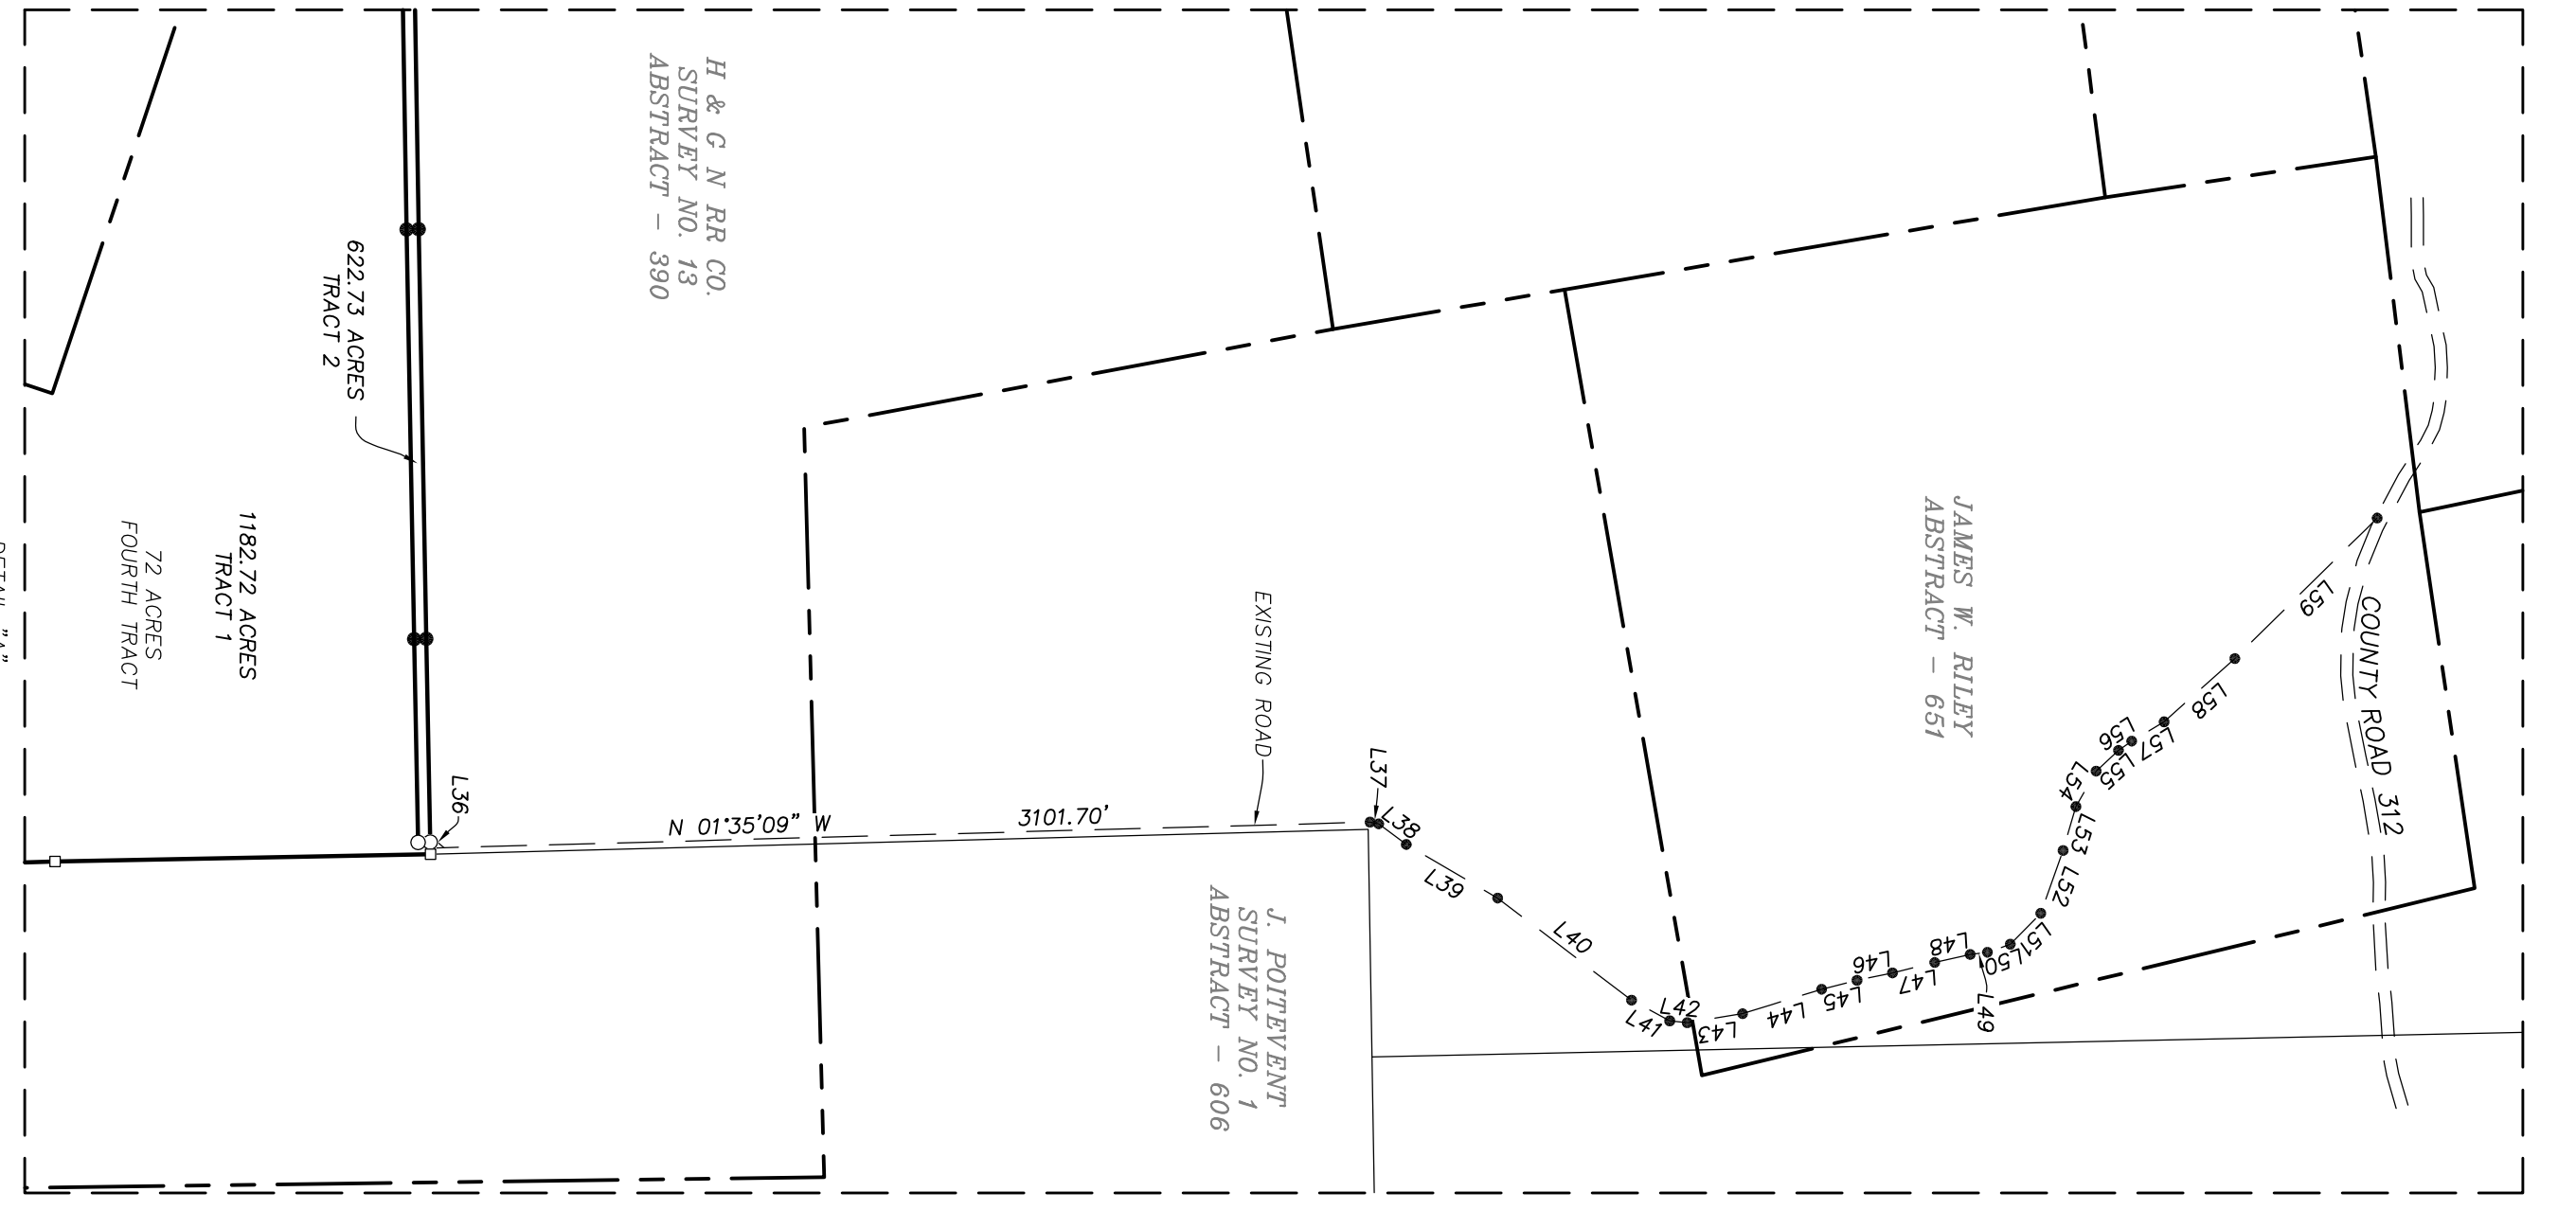 H & G N RR CO.
SURVEY NO. 13
ABSTRACT - 390
622.73 ACRES
TRACT 2
1182.72 ACRES
TRACT 1
72 ACRES
FOURTH TRACT
L36
N 01°35'09" W
3101.70'
EXISTING ROAD
J. POITEVENT
SURVEY NO. 1
ABSTRACT - 606
JAMES W. RILEY
ABSTRACT - 651
COUNTY ROAD 312
L37
L38
L39
L40
L41
L42
L43
L44
L45
L46
L47
L48
L49
L50
L51
L52
L53
L54
L55
L56
L57
L58
L59